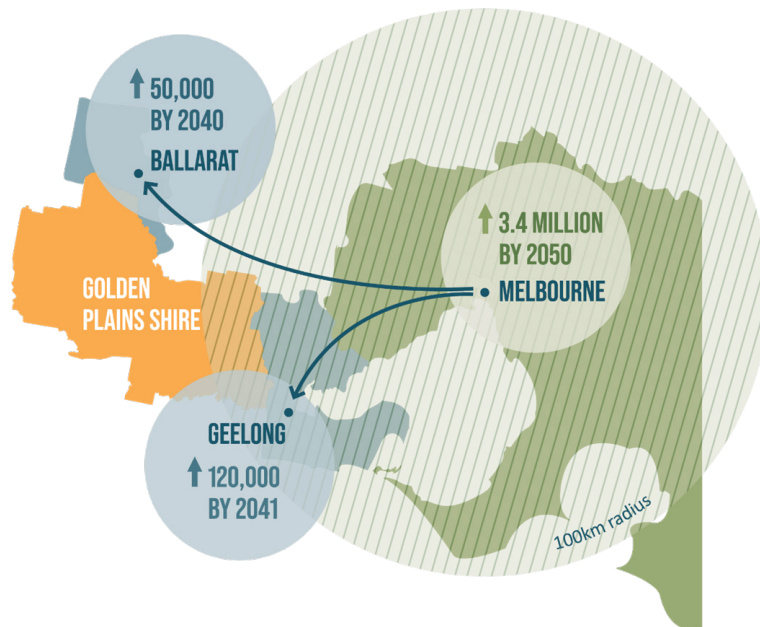 50,000
BY 2040
BALLARAT
3.4 MILLION
BY 2050
MELBOURNE
GOLDEN
PLAINS SHIRE
GEELONG
120,000
BY 2041
100km radius